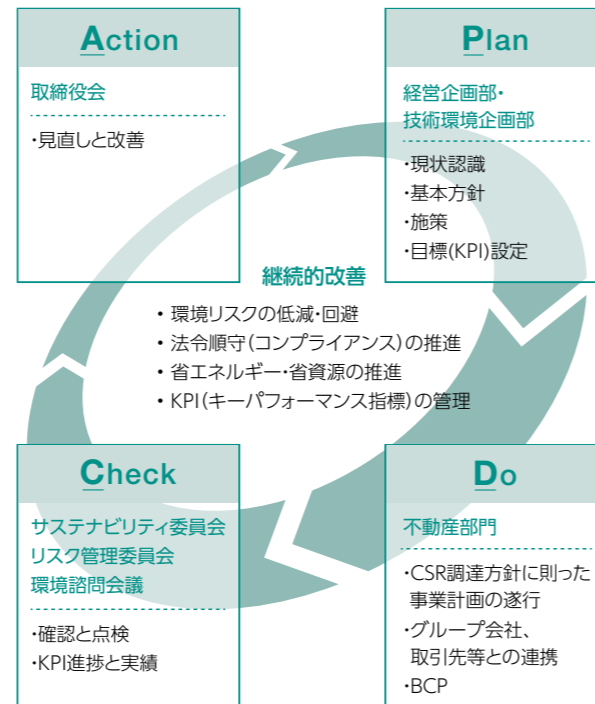 Action
取締役会
・見直しと改善
Plan
経営企画部・
技術環境企画部
・現状認識
・基本方針
・施策
・目標(KPI)設定
継続的改善
• 環境リスクの低減・回避
• 法令順守(コンプライアンス)の推進
• 省エネルギー・省資源の推進
• KPI(キーパフォーマンス指標)の管理
Check
サステナビリティ委員会
リスク管理委員会
環境諮問会議
・確認と点検
・KPI進捗と実績
Do
不動産部門
・CSR調達方針に則った
事業計画の遂行
・グループ会社、
取引先等との連携
・BCP